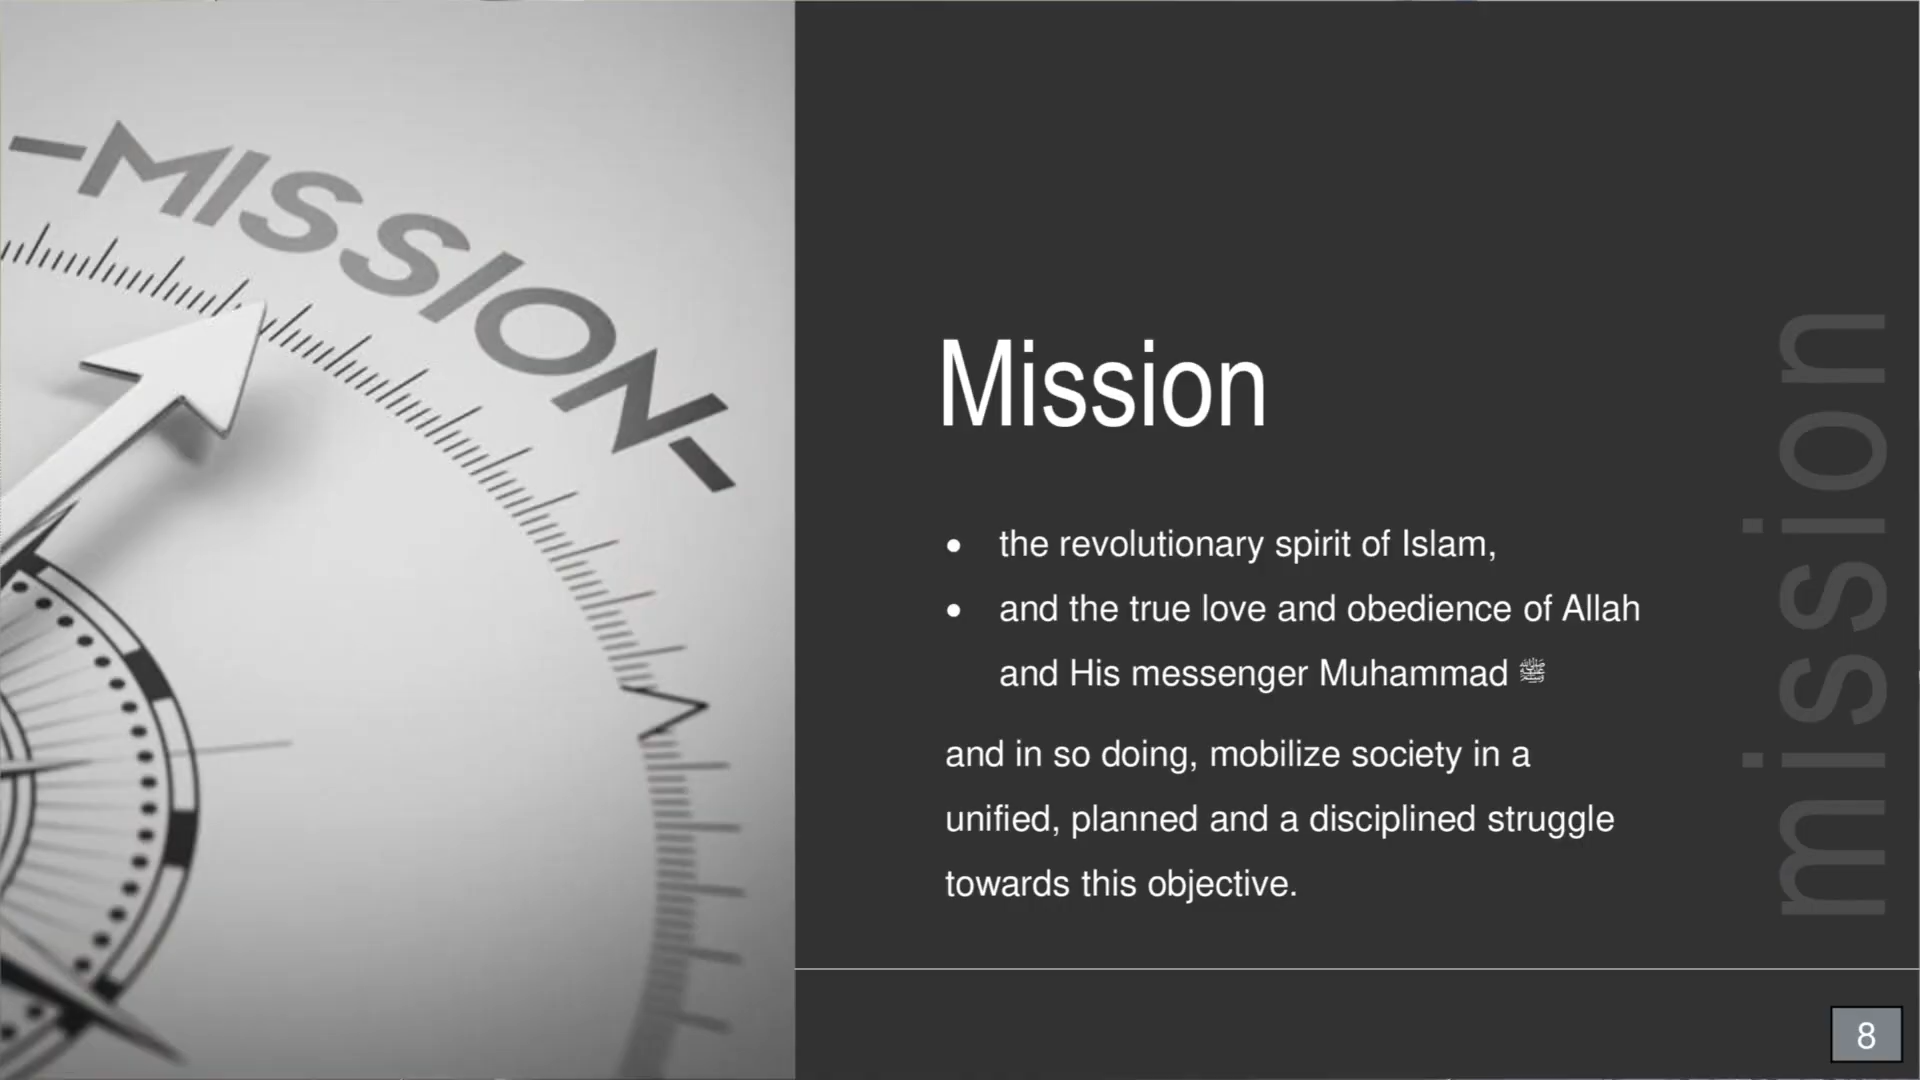 -MISSION-
Mission
• the revolutionary spirit of Islam,
• and the true love and obedience of Allah
and His messenger Muhammad ﷺ
and in so doing, mobilize society in a
unified, planned and a disciplined struggle
towards this objective.
mission
8